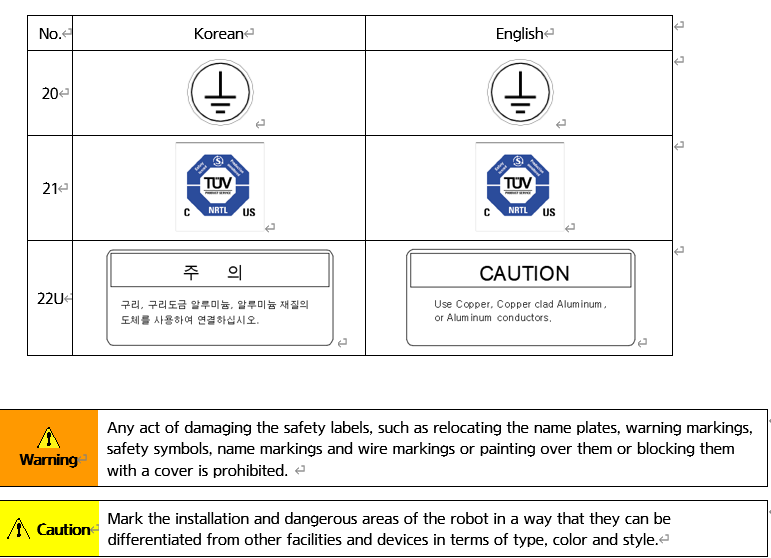 No. Korean English
20
21
TÜV
PRODUCT SERVICE
C NRTL US
TÜV
PRODUCT SERVICE
C NRTL US
22U
주 의
구리, 구리도금 알루미늄, 알루미늄 재질의
도체를 사용하여 연결하십시오.
CAUTION
Use Copper, Copper clad Aluminum,
or Aluminum conductors.
Warning
Any act of damaging the safety labels, such as relocating the name plates, warning markings,
safety symbols, name markings and wire markings or painting over them or blocking them
with a cover is prohibited.
Caution
Mark the installation and dangerous areas of the robot in a way that they can be
differentiated from other facilities and devices in terms of type, color and style.